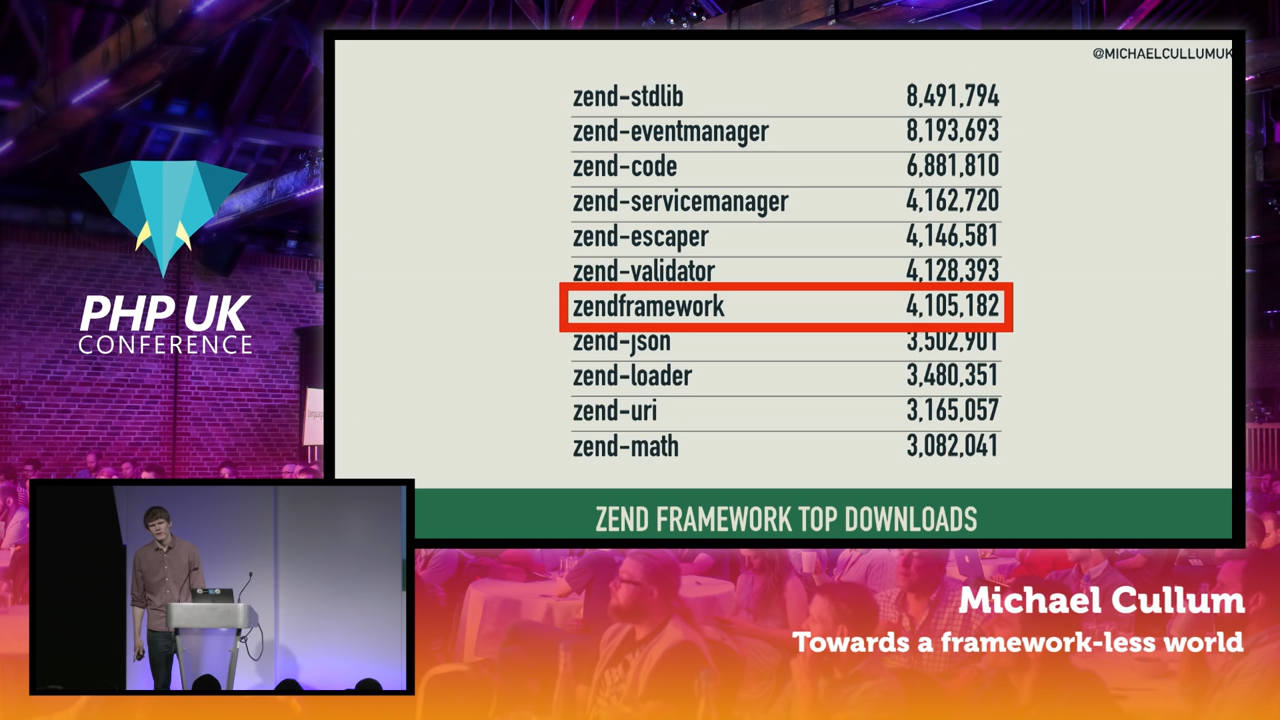 @MICHAELCULLUMUK
zend-stdlib 8,491,794
zend-eventmanager 8,193,693
zend-code 6,881,810
zend-servicemanager 4,162,720
zend-escaper 4,146,581
zend-validator 4,128,393
zendframework 4,105,182
zend-json 3,502,901
zend-loader 3,480,351
zend-uri 3,165,057
zend-math 3,082,041
ZEND FRAMEWORK TOP DOWNLOADS
PHP UK
CONFERENCE
Michael Cullum
Towards a framework-less world